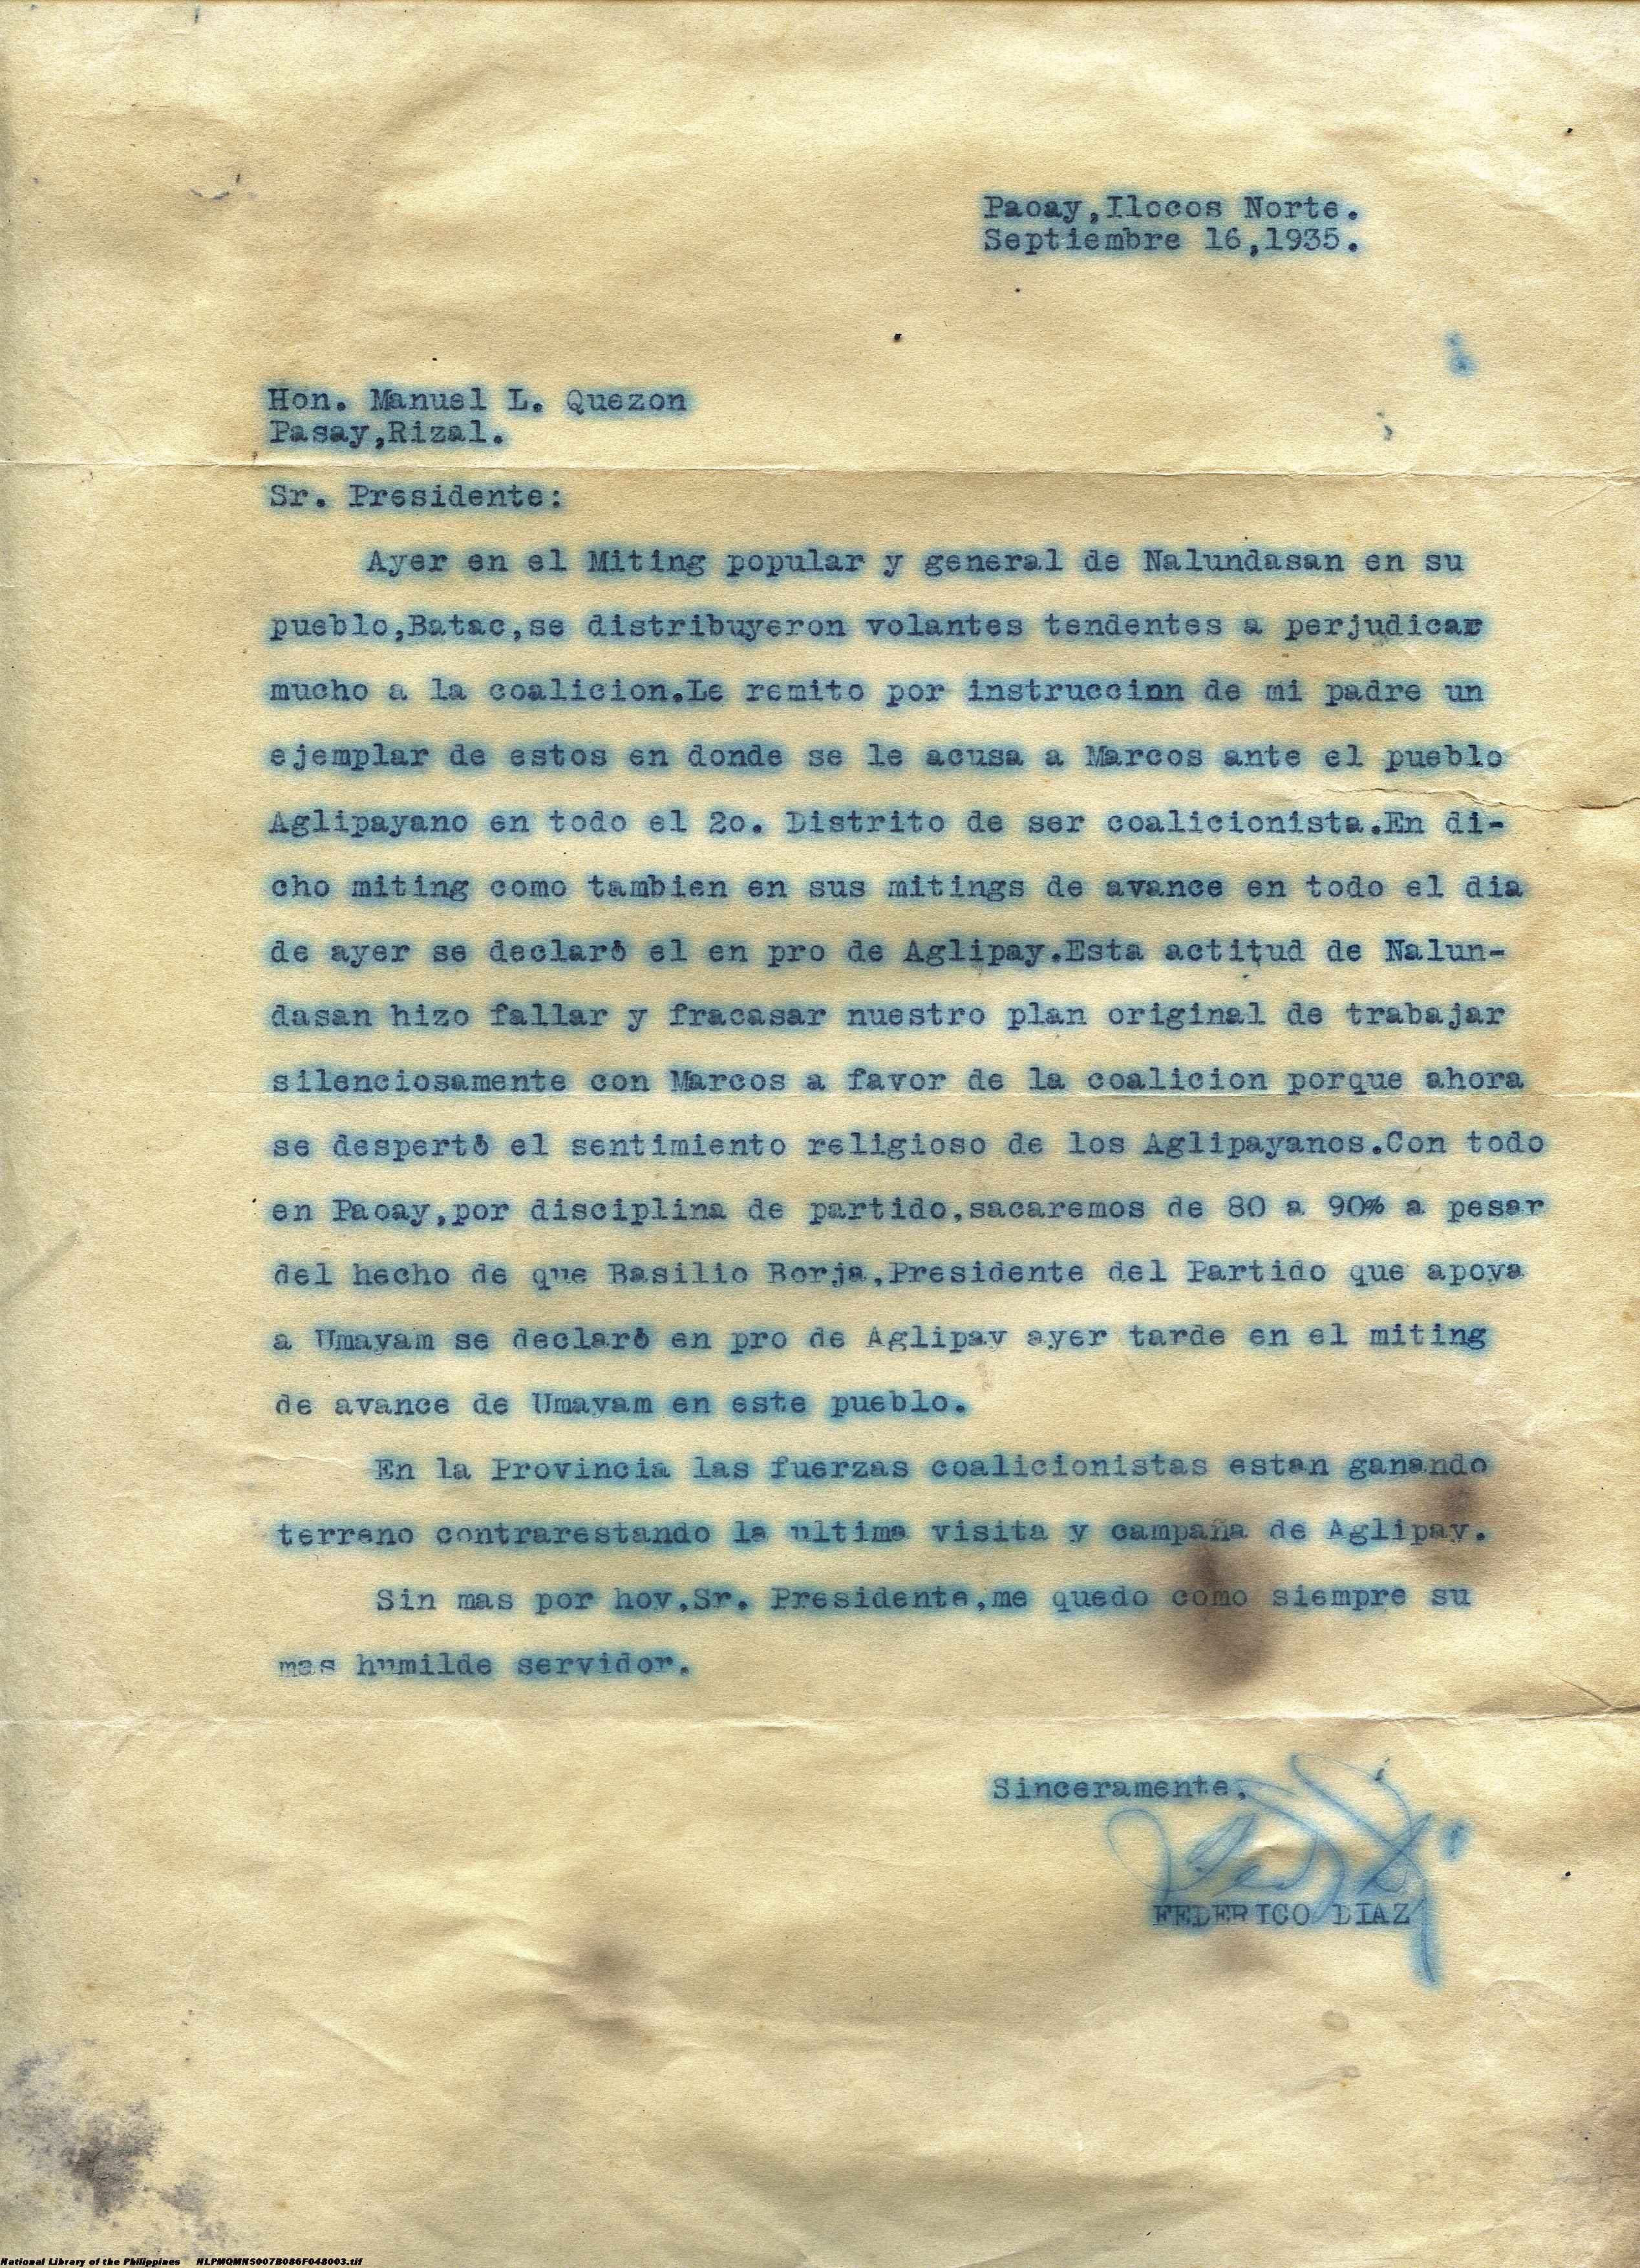 Paoay,Ilocos Norte.
Septiembre 16,1935.
Hon. Manuel L. Quezon
Pasay,Rizal.
Sr. Presidente:
Ayer en el Miting popular y general de Nalundasan en su
pueblo,Batac,se distribuyeron volantes tendentes a perjudicar
mucho a la coalicion.Le remito por instruccinn de mi padre un
ejemplar de estos en donde se le acusa a Marcos ante el pueblo
Aglipayano en todo el 2o. Distrito de ser coalicionista.En di-
cho miting como tambien en sus mitings de avance en todo el dia
de ayer se declaró el en pro de Aglipay.Esta actitud de Nalun-
dasan hizo fallar y fracasar nuestro plan original de trabajar
silenciosamente con Marcos a favor de la coalicion porque ahora
se despertó el sentimiento religioso de los Aglipayanos.Con todo
en Paoay,por disciplina de partido,sacaremos de 80 a 90% a pesar
del hecho de que Basilio Borja,Presidente del Partido que apoya
a Umayam se declaró en pro de Aglipay ayer tarde en el miting
de avance de Umayam en este pueblo.
En la Provincia las fuerzas coalicionistas estan ganando
terreno contrarestando la ultima visita y campaña de Aglipay.
Sin mas por hoy,Sr. Presidente,me quedo como siempre su
mas humilde servidor.
Sinceramente,
FEDERICO DIAZ
National Library of the Philippines NLPMQMNS007B086F048003.tif